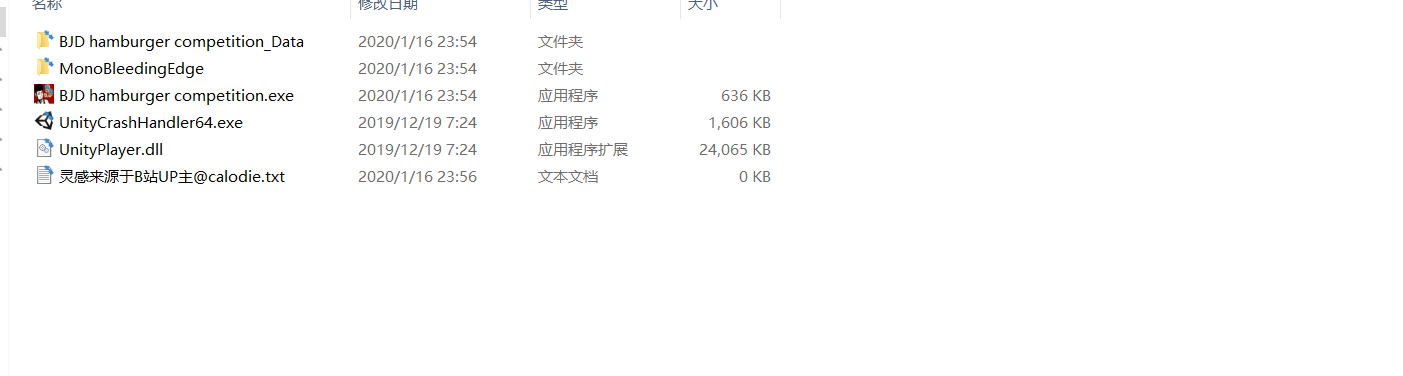 名称 修改日期 类型 大小
BJD hamburger competition_Data 2020/1/16 23:54 文件夹
MonoBleedingEdge 2020/1/16 23:54 文件夹
BJD hamburger competition.exe 2020/1/16 23:54 应用程序 636 KB
UnityCrashHandler64.exe 2019/12/19 7:24 应用程序 1,606 KB
UnityPlayer.dll 2019/12/19 7:24 应用程序扩展 24,065 KB
灵感来源于B站UP主@calodie.txt 2020/1/16 23:56 文本文档 0 KB